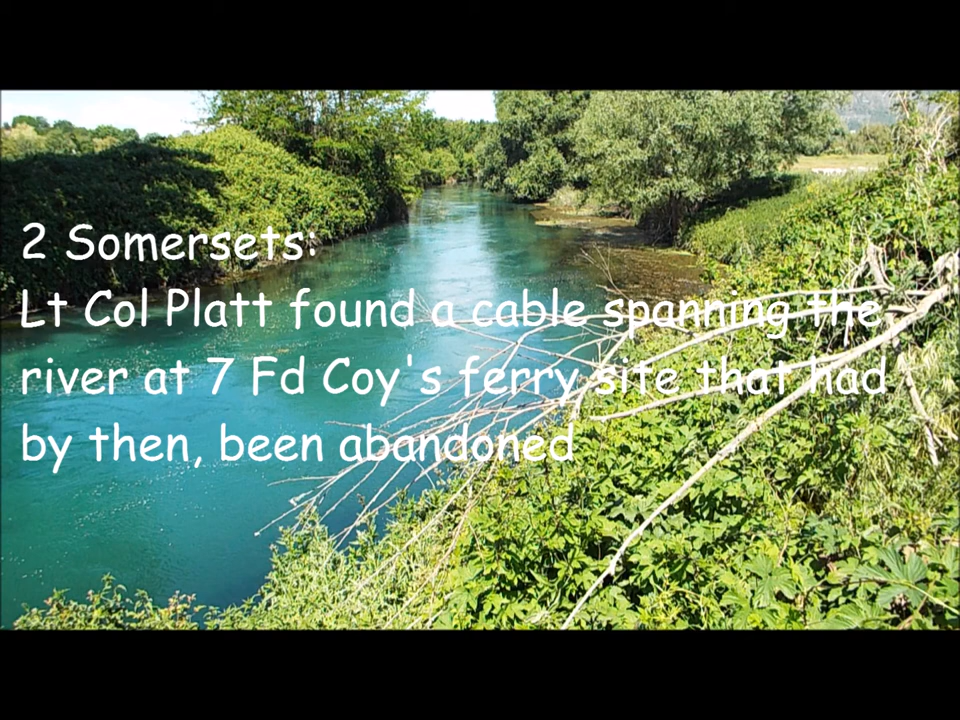 2 Somersets:
Lt Col Platt found a cable spanning the
river at 7 Fd Coy's ferry site that had
by then, been abandoned